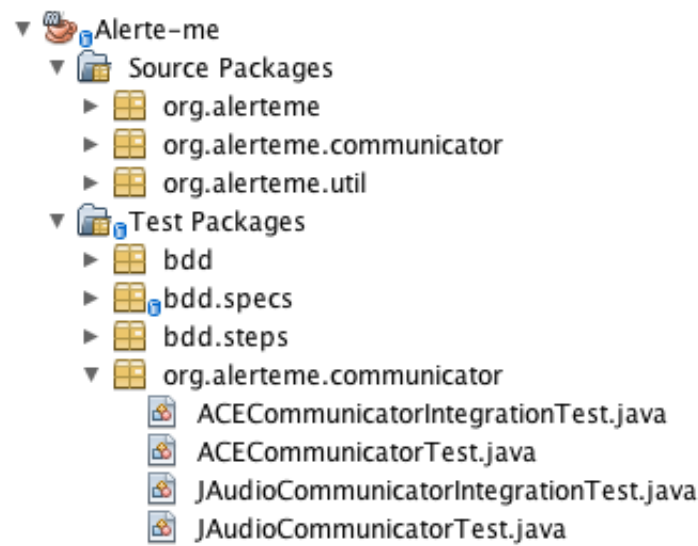 Alerte-me
Source Packages
org.alerteme
org.alerteme.communicator
org.alerteme.util
Test Packages
bdd
bdd.specs
bdd.steps
org.alerteme.communicator
ACECommunicatorIntegrationTest.java
ACECommunicatorTest.java
JAudioCommunicatorIntegrationTest.java
JAudioCommunicatorTest.java